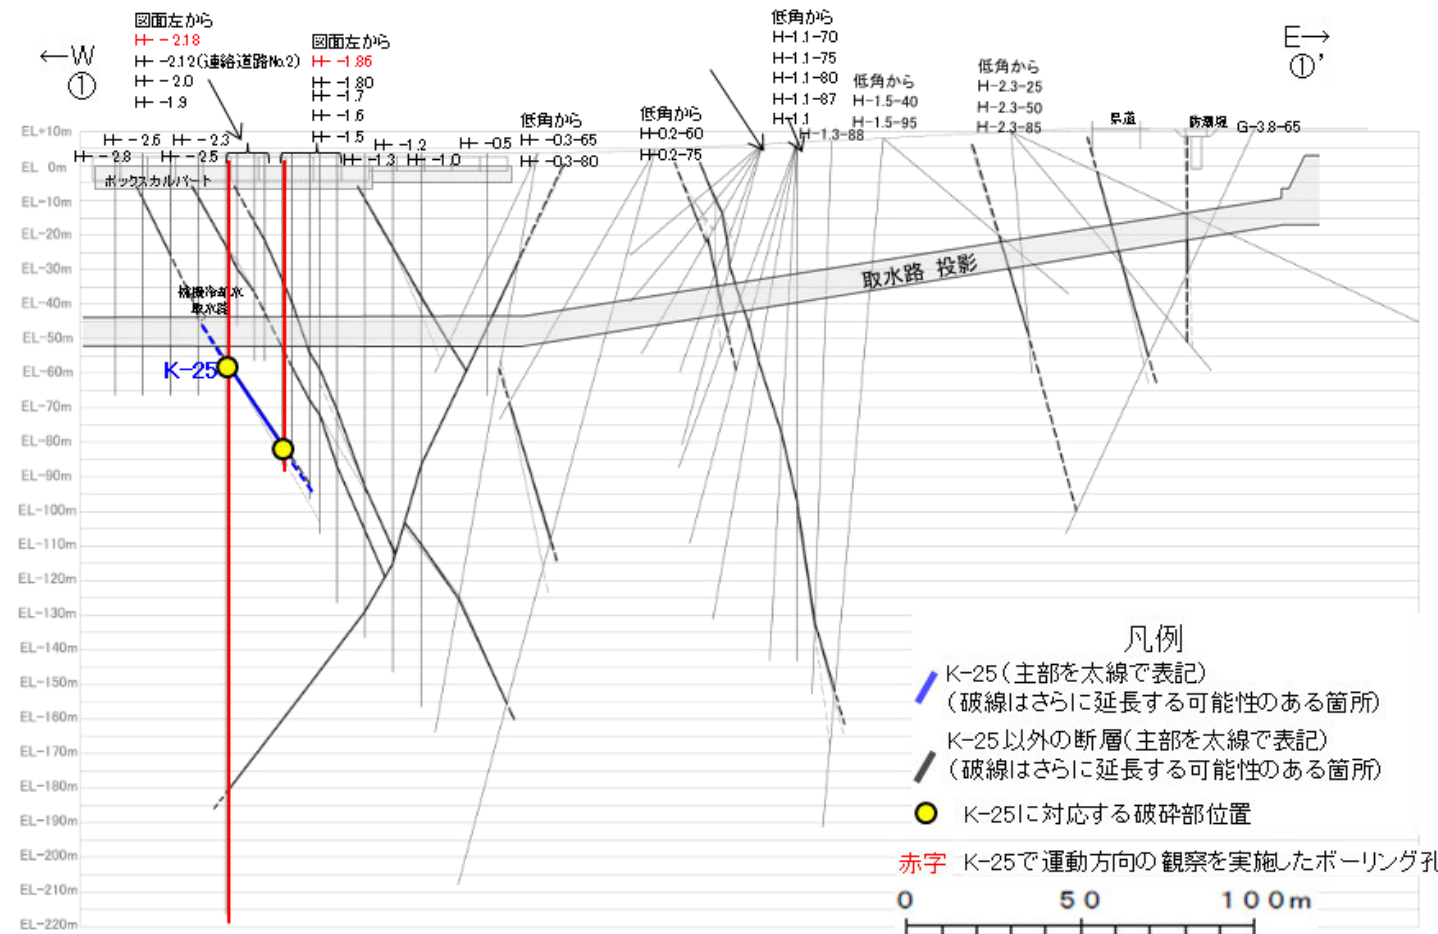 図面左から
H- -2.18
H- -2.12(連絡道路No.2)
H- -2.0
H- -1.9
図面左から
H- -1.86
H- -1.80
H- -1.7
H- -1.6
H- -1.5
低角から
H-1.1-70
H-1.1-75
H-1.1-80
H-1.1-87
H-1.1
←W
①
E→
①'
低角から
H-1.5-40
H-1.5-95
低角から
H-2.3-25
H-2.3-50
H-2.3-85
低角から
H- -0.3-65
H- -0.3-80
低角から
H-0.2-60
H-0.2-75
H-1.3-88
県道
防潮堤
G-3.8-65
H- -2.6
H- -2.3
H- -2.8
H- -2.5
H- -1.3
H- -1.2
H- -1.0
H- -0.5
ボックスカルバート
補機冷却水
取水路
取水路 投影
K-25
EL+10m
EL 0m
EL-10m
EL-20m
EL-30m
EL-40m
EL-50m
EL-60m
EL-70m
EL-80m
EL-90m
EL-100m
EL-110m
EL-120m
EL-130m
EL-140m
EL-150m
EL-160m
EL-170m
EL-180m
EL-190m
EL-200m
EL-210m
EL-220m
凡例
K-25(主部を太線で表記)
(破線はさらに延長する可能性のある箇所)
K-25以外の断層(主部を太線で表記)
(破線はさらに延長する可能性のある箇所)
K-25に対応する破砕部位置
赤字 K-25で運動方向の観察を実施したボーリング孔
0 50 100m